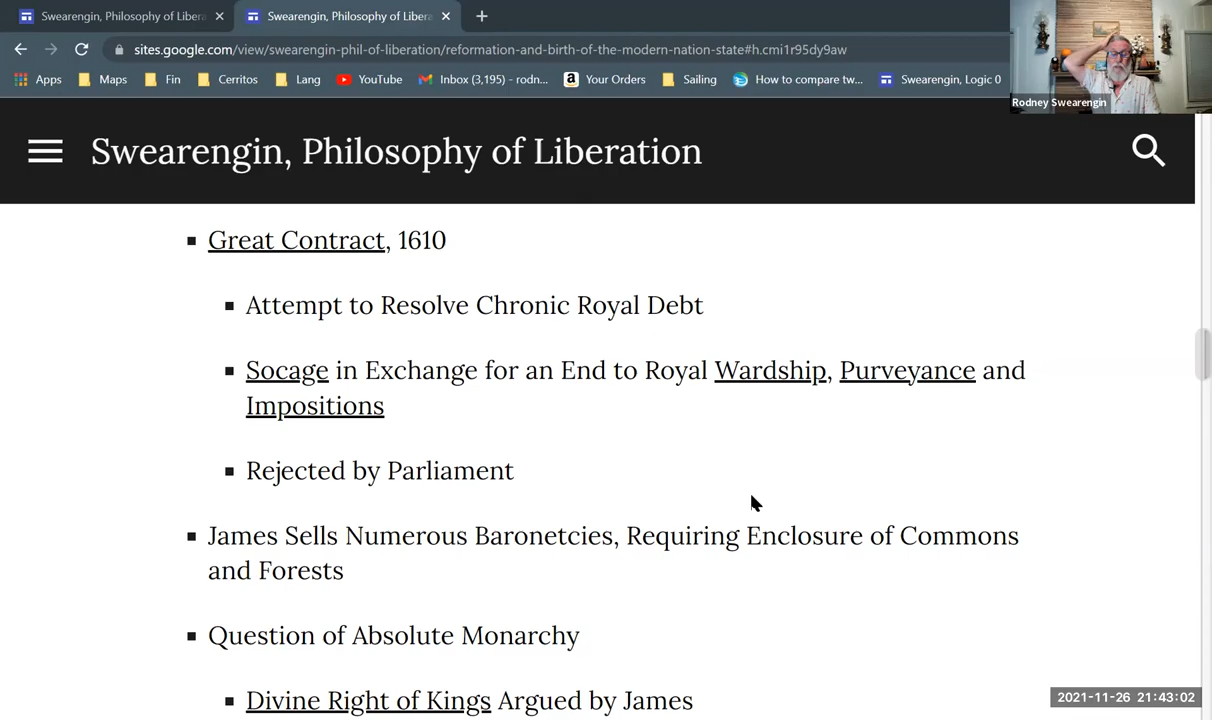 Swearengin, Philosophy of Libera
Swearengin, Philosophy of Libera
sites.google.com/view/swearengin-phil-of-liberation/reformation-and-birth-of-the-modern-nation-state#h.cmi1r95dy9aw
Apps Maps Fin Cerritos Lang YouTube Inbox (3,195) - rodn... Your Orders Sailing How to compare tw... Swearengin, Logic 0
Rodney Swearengin
Swearengin, Philosophy of Liberation
Great Contract, 1610
Attempt to Resolve Chronic Royal Debt
Socage in Exchange for an End to Royal Wardship, Purveyance and
Impositions
Rejected by Parliament
James Sells Numerous Baronetcies, Requiring Enclosure of Commons
and Forests
Question of Absolute Monarchy
Divine Right of Kings Argued by James
2021-11-26 21:43:02